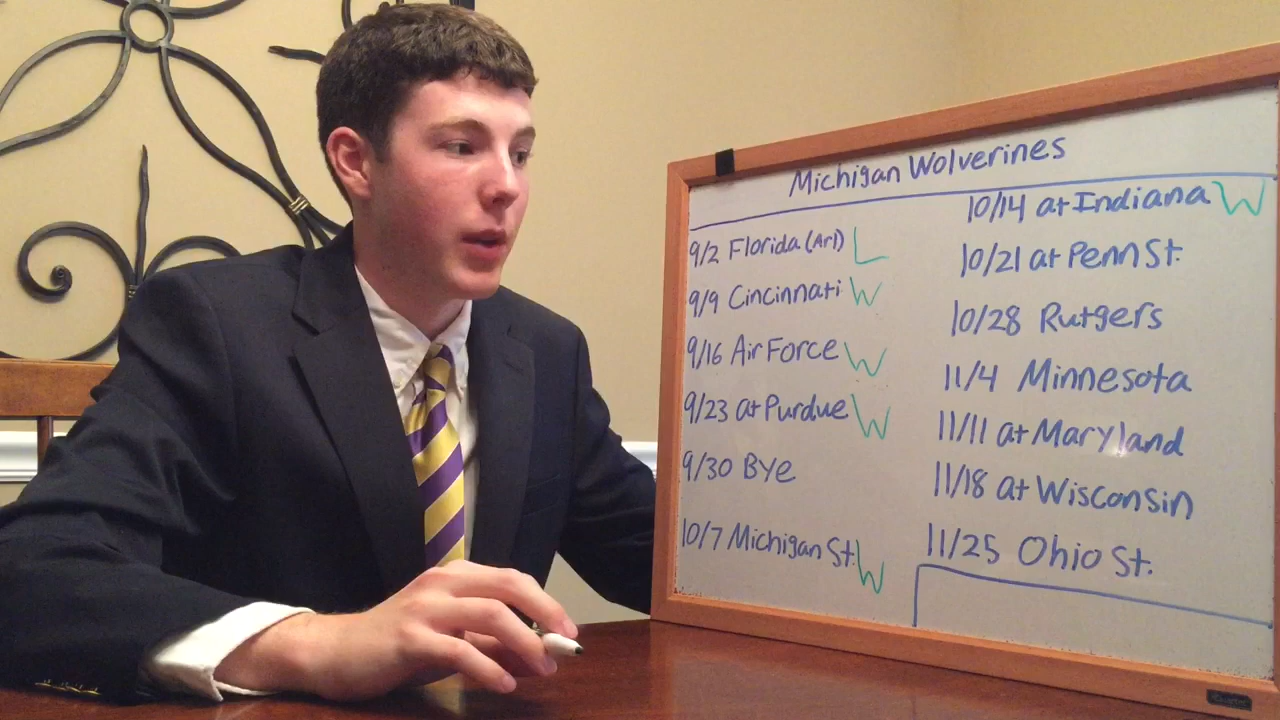 Michigan Wolverines
9/2 Florida (Arl) L
9/9 Cincinnati W
9/16 Air Force W
9/23 at Purdue W
9/30 Bye
10/7 Michigan St. W
10/14 at Indiana W
10/21 at Penn St.
10/28 Rutgers
11/4 Minnesota
11/11 at Maryland
11/18 at Wisconsin
11/25 Ohio St.